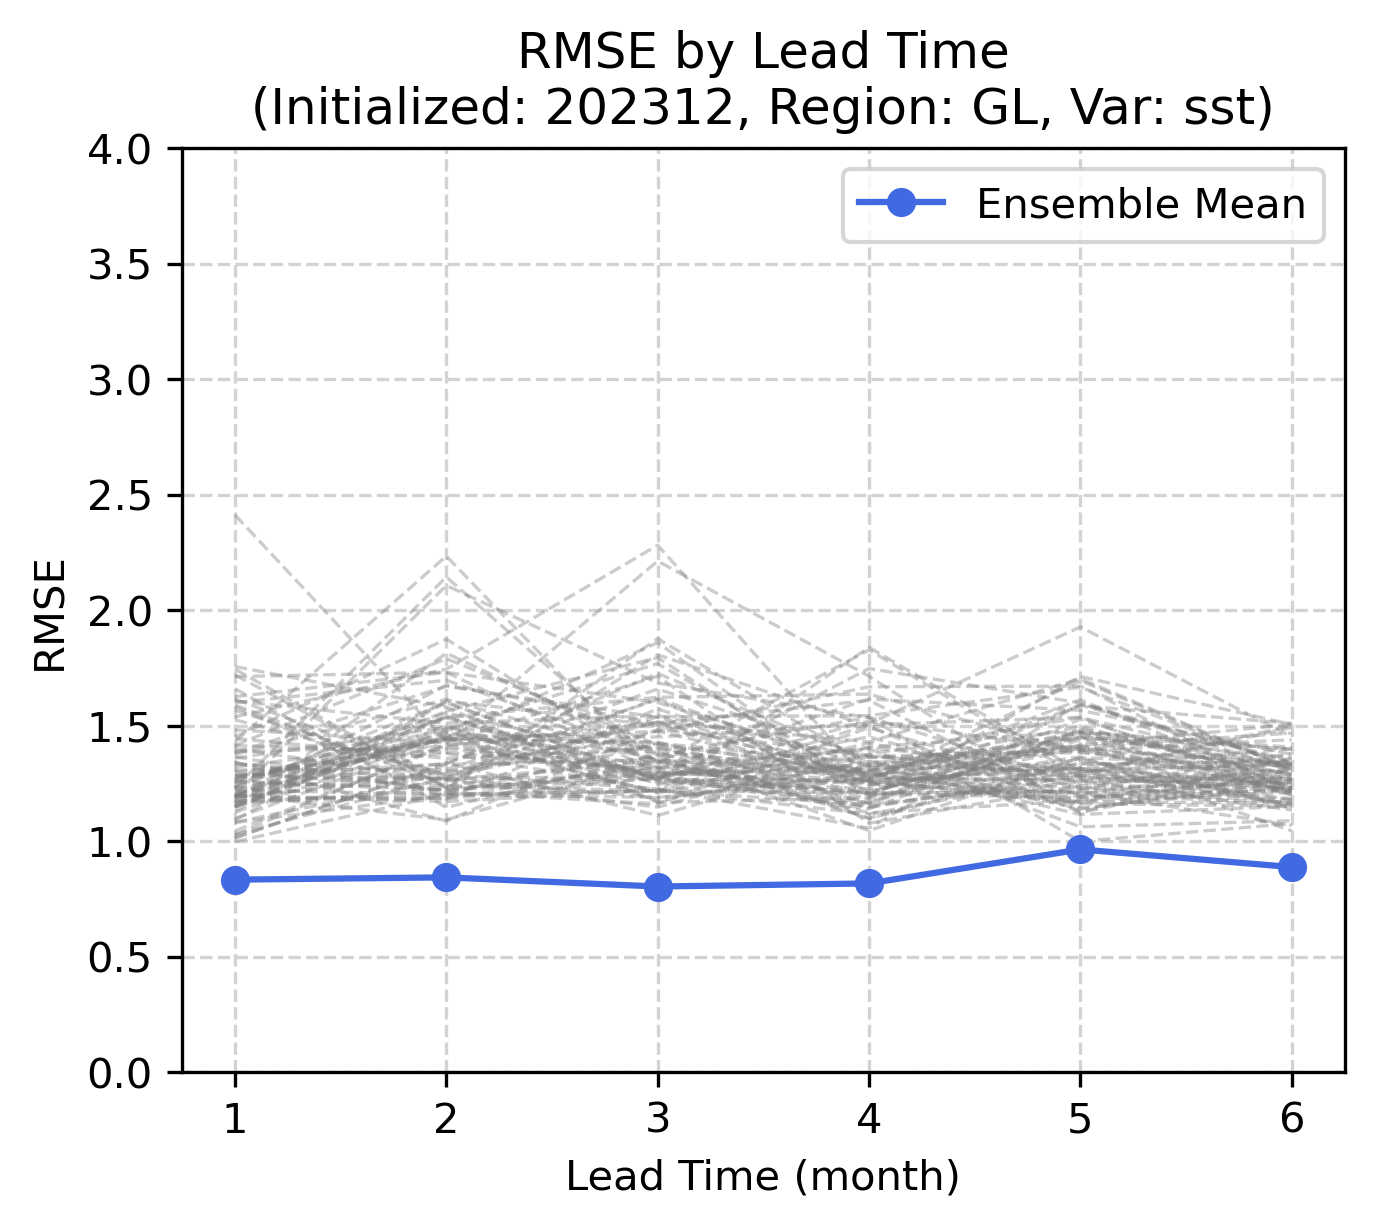 RMSE by Lead Time
(Initialized: 202312, Region: GL, Var: sst)
Ensemble Mean
RMSE
4.0
3.5
3.0
2.5
2.0
1.5
1.0
0.5
0.0
1 2 3 4 5 6
Lead Time (month)